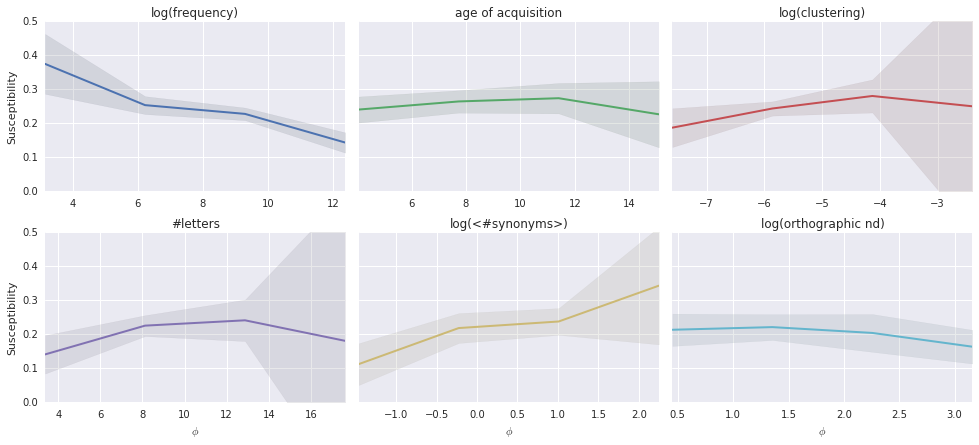 log(frequency)
age of acquisition
log(clustering)
Susceptibility
0.5
0.4
0.3
0.2
0.1
0.0
4 6 8 10 12
6 8 10 12 14
−7 −6 −5 −4 −3
#letters
log(<#synonyms>)
log(orthographic nd)
Susceptibility
0.5
0.4
0.3
0.2
0.1
0.0
4 6 8 10 12 14 16
−1.0 −0.5 0.0 0.5 1.0 1.5 2.0
0.5 1.0 1.5 2.0 2.5 3.0
ϕ
ϕ
ϕ